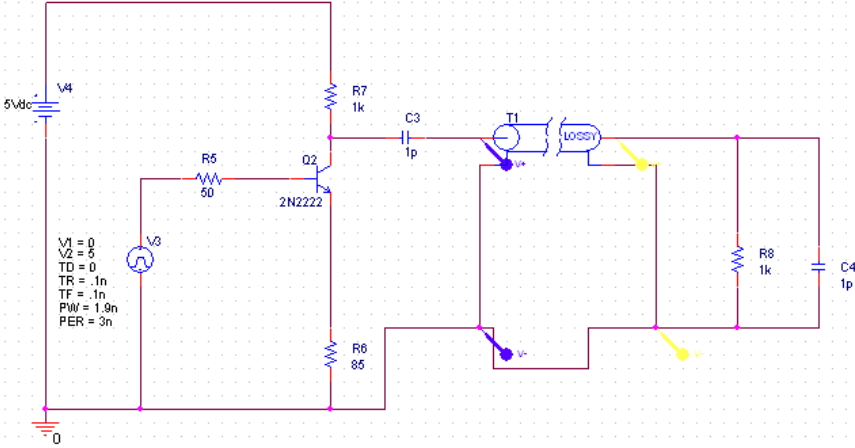 V4
5Vdc
R7
1k
C3
1p
T1
LOSSY
V+
R5
50
Q2
2N2222
V3
V1 = 0
V2 = 5
TD = 0
TR = .1n
TF = .1n
PW = 1.9n
PER = 3n
R8
1k
C4
1p
R6
85
V-
0